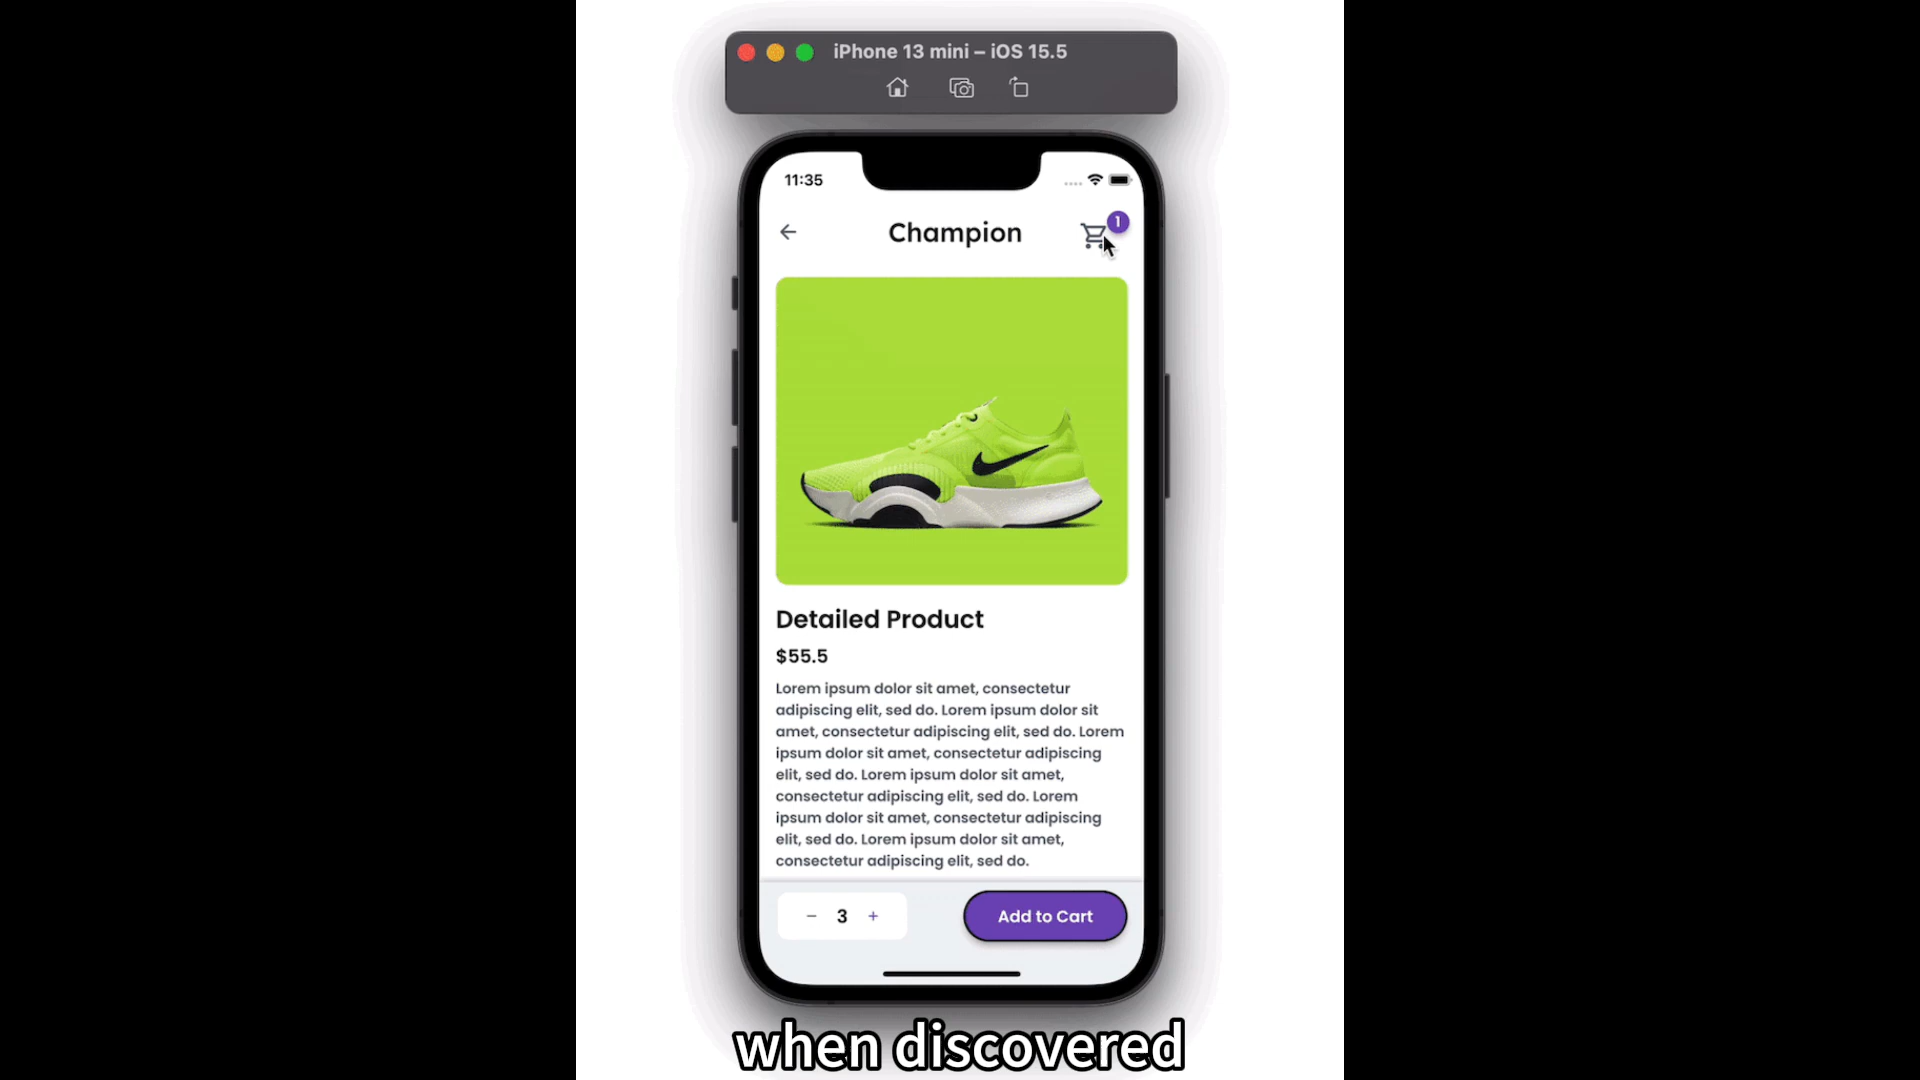 iPhone 13 mini – iOS 15.5
11:35
Champion
1
Detailed Product
$55.5
Lorem ipsum dolor sit amet, consectetur
adipiscing elit, sed do. Lorem ipsum dolor sit
amet, consectetur adipiscing elit, sed do. Lorem
ipsum dolor sit amet, consectetur adipiscing
elit, sed do. Lorem ipsum dolor sit amet,
consectetur adipiscing elit, sed do. Lorem
ipsum dolor sit amet, consectetur adipiscing
elit, sed do. Lorem ipsum dolor sit amet,
consectetur adipiscing elit, sed do.
− 3 +
Add to Cart
when discovered